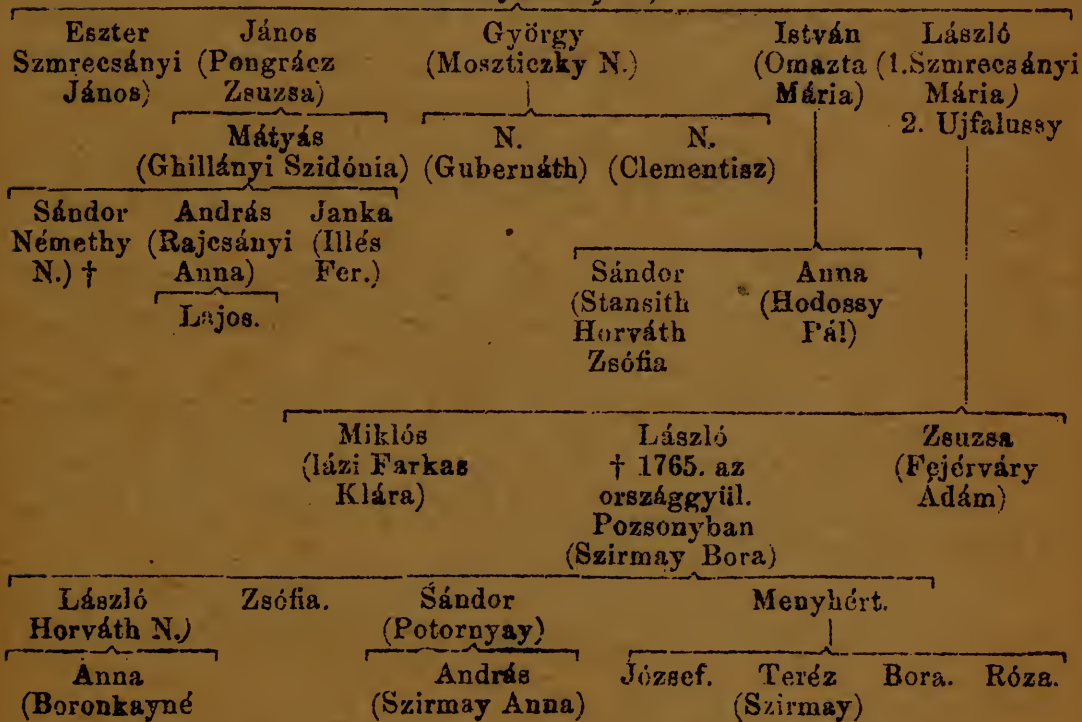 Eszter János György István László
Szmrecsányi (Pongrácz (Moszticzky N.) (Omazta (1.Szmrecsányi
János) Zsuzsa) Mária) Mária)
2. Ujfalussy
Mátyás N. N.
(Ghillányi Szidónia) (Gubernáth) (Clementisz)
Sándor András Janka
Némethy (Rajcsányi (Illés
N.) † Anna) Fer.)
Lajos.
Sándor Anna
(Stansith (Hodossy
Horváth Pál)
Zsófia
Miklós László Zsuzsa
(lázi Farkas † 1765. az (Fejérváry
Klára) országgyül. Ádám)
Pozsonyban
(Szirmay Bora)
László Zsófia. Sándor Menyhért.
Horváth N.) (Potornyay)
Anna András József. Teréz Bora. Róza.
(Boronkayné (Szirmay Anna) (Szirmay)